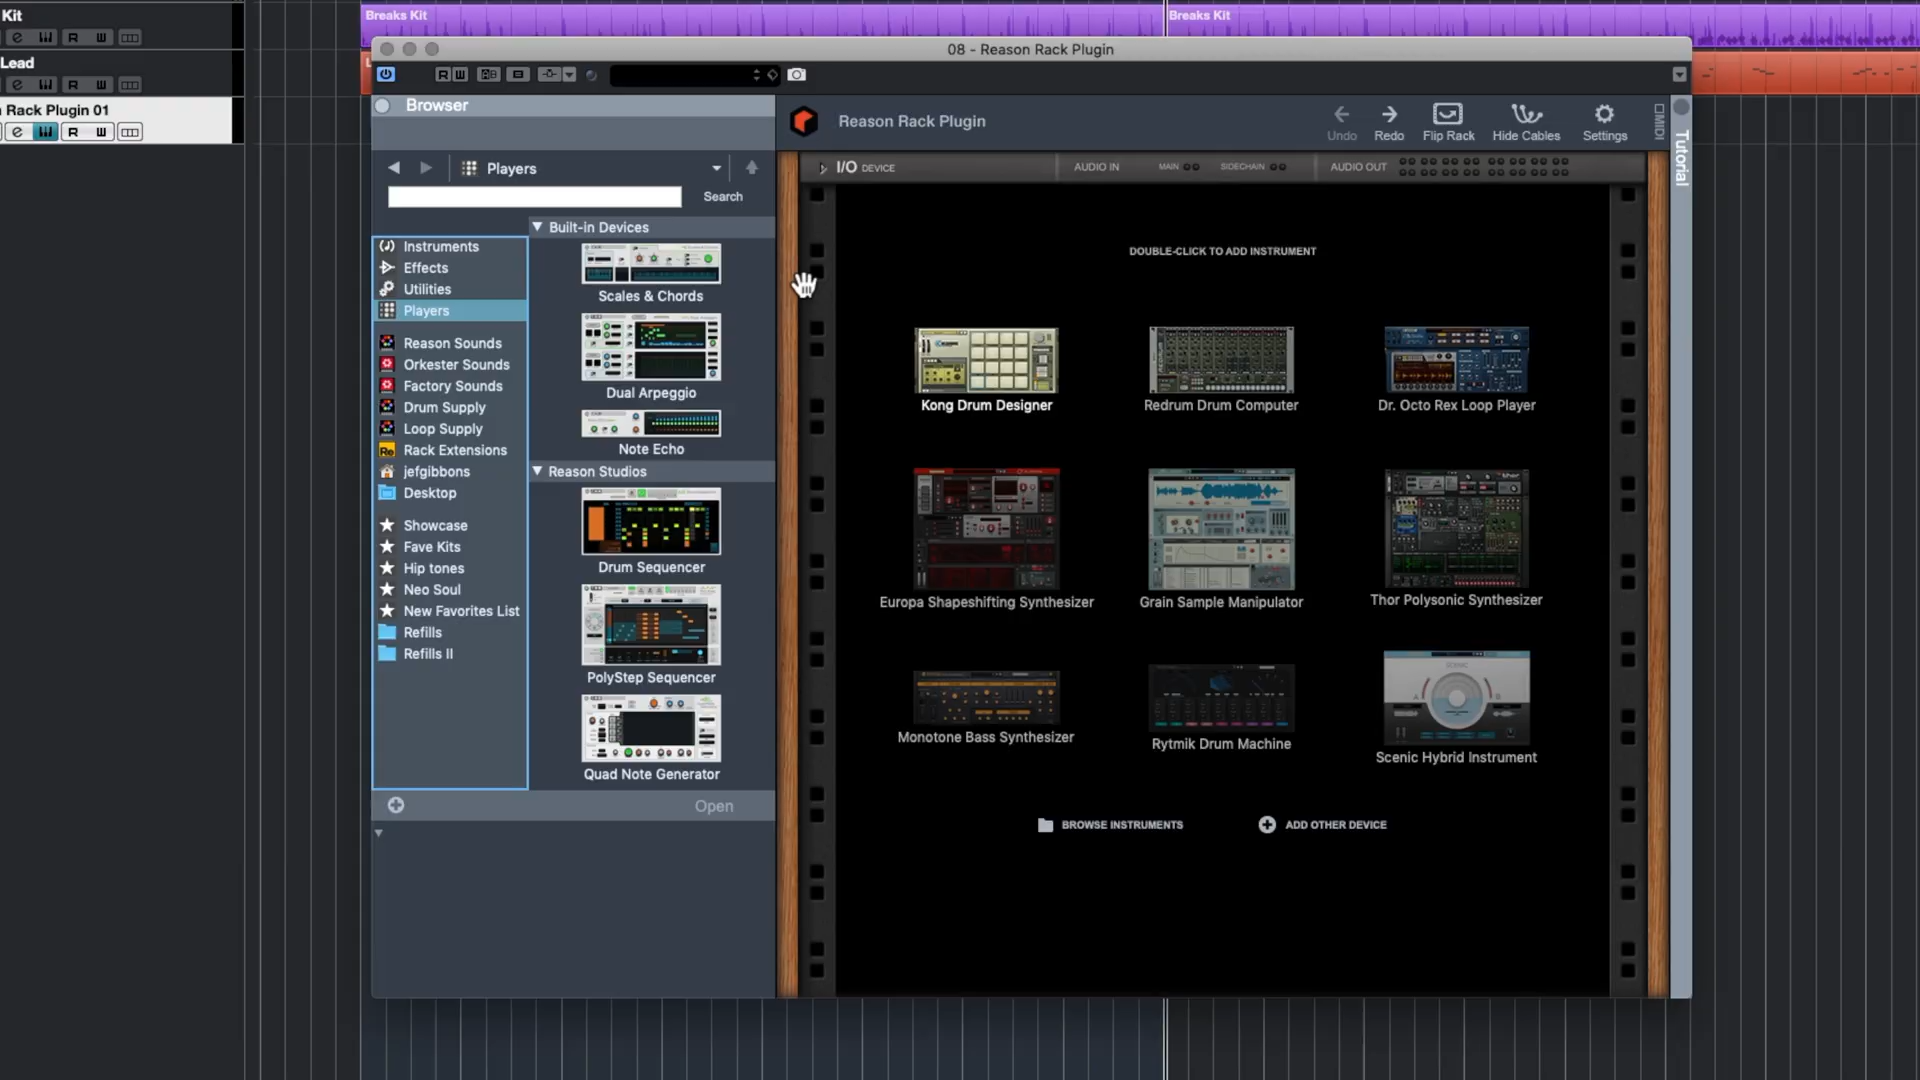 Kit
R W
Breaks Kit
Breaks Kit
Lead
R W
Rack Plugin 01
R W
08 - Reason Rack Plugin
R W
Browser
Players
Search
Instruments
Effects
Utilities
Players
Reason Sounds
Orkester Sounds
Factory Sounds
Drum Supply
Loop Supply
Re Rack Extensions
jefgibbons
Desktop
Showcase
Fave Kits
Hip tones
Neo Soul
New Favorites List
Refills
Refills II
Built-in Devices
Scales & Chords
Dual Arpeggio
Note Echo
Reason Studios
Drum Sequencer
PolyStep Sequencer
Quad Note Generator
Open
Reason Rack Plugin
Undo
Redo
Flip Rack
Hide Cables
Settings
MIDI
Tutorial
I/O DEVICE
AUDIO IN
MAIN
SIDECHAIN
AUDIO OUT
DOUBLE-CLICK TO ADD INSTRUMENT
Kong Drum Designer
Redrum Drum Computer
Dr. Octo Rex Loop Player
Europa Shapeshifting Synthesizer
Grain Sample Manipulator
Thor Polysonic Synthesizer
Monotone Bass Synthesizer
Rytmik Drum Machine
SCENIC
Scenic Hybrid Instrument
BROWSE INSTRUMENTS
ADD OTHER DEVICE